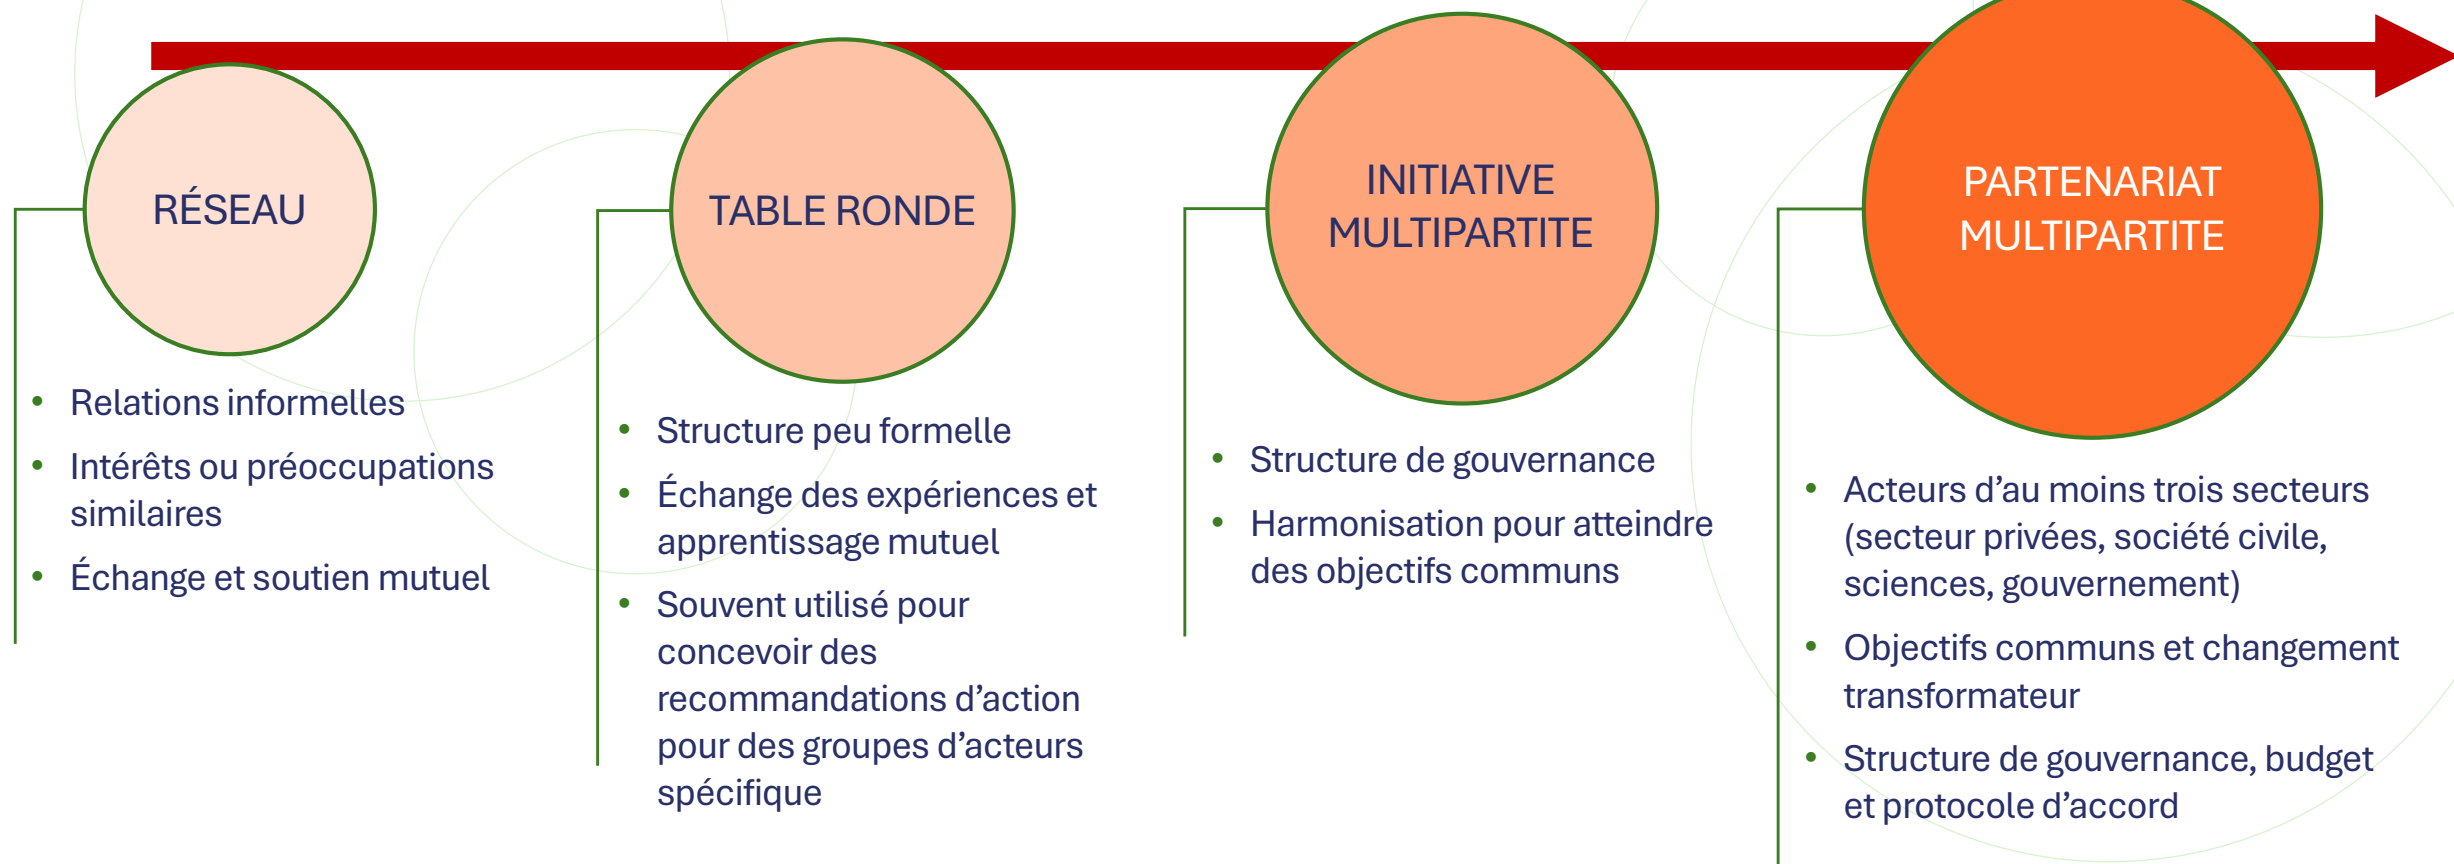 RÉSEAU
• Relations informelles
• Intérêts ou préoccupations
similaires
• Échange et soutien mutuel
TABLE RONDE
• Structure peu formelle
• Échange des expériences et
apprentissage mutuel
• Souvent utilisé pour
concevoir des
recommandations d’action
pour des groupes d’acteurs
spécifique
INITIATIVE
MULTIPARTITE
• Structure de gouvernance
• Harmonisation pour atteindre
des objectifs communs
PARTENARIAT
MULTIPARTITE
• Acteurs d’au moins trois secteurs
(secteur privées, société civile,
sciences, gouvernement)
• Objectifs communs et changement
transformateur
• Structure de gouvernance, budget
et protocole d’accord